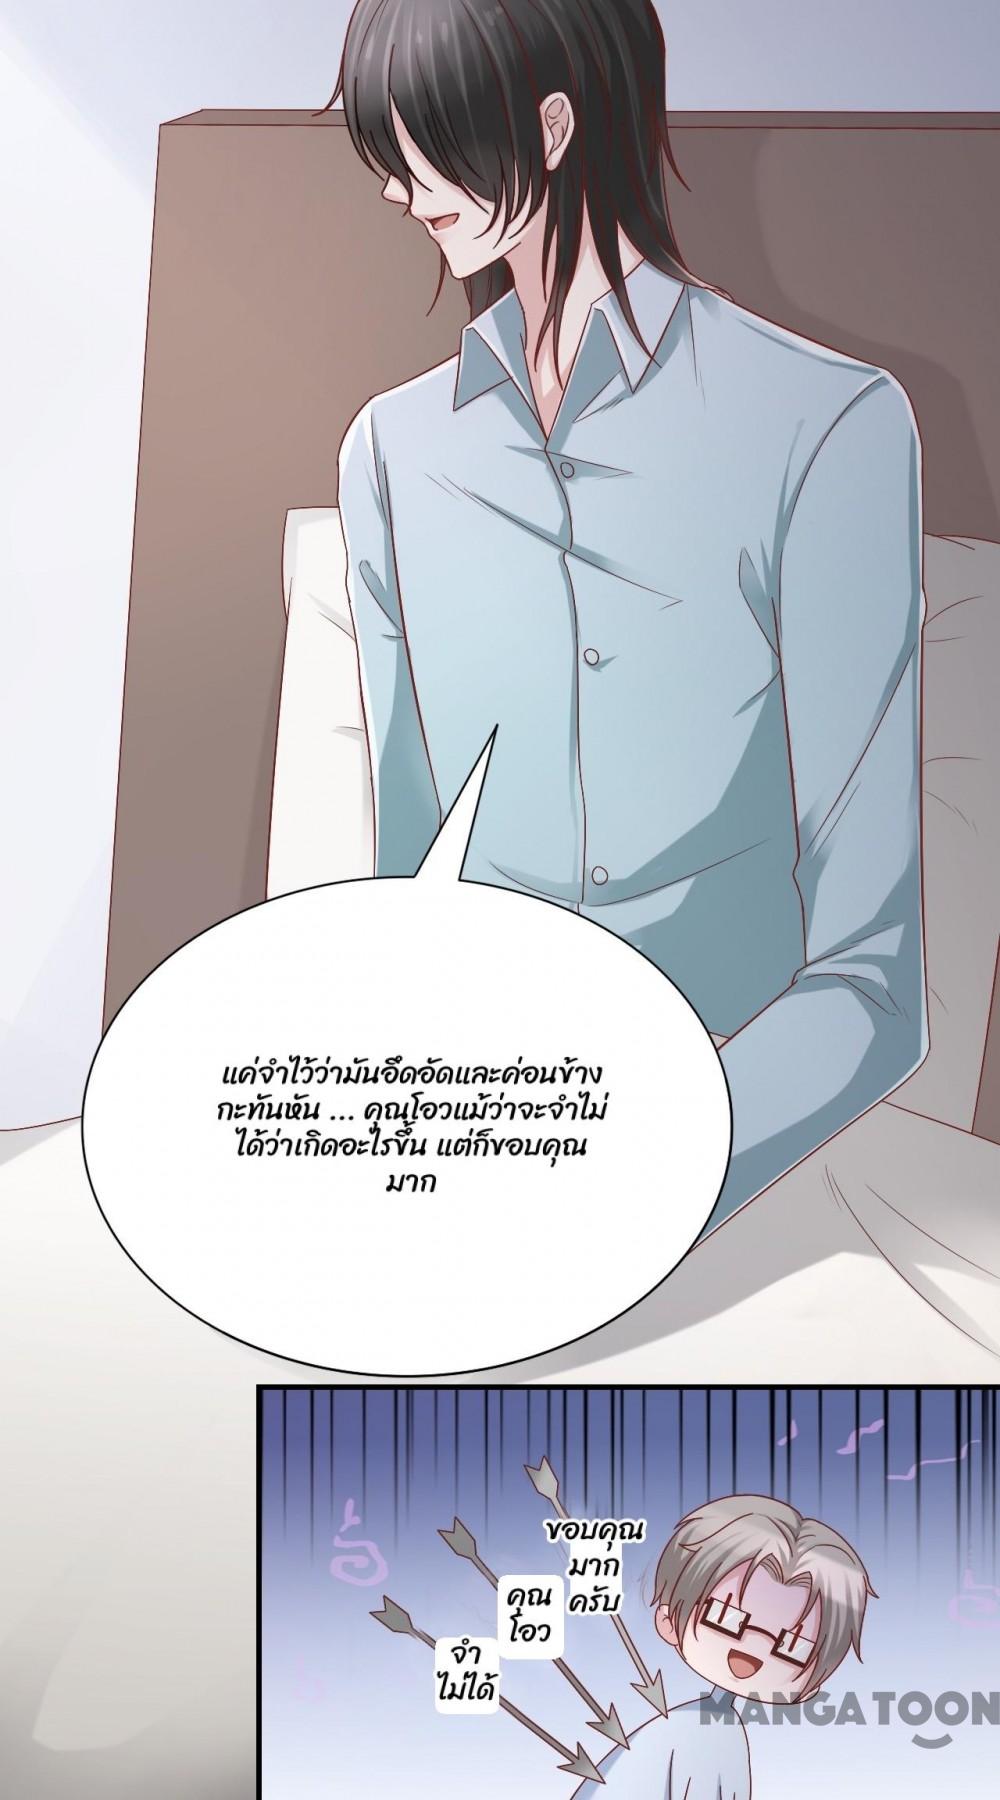 แค่จำไว้ว่ามันอึดอัดและค่อนข้าง
กะทันหัน ... คุณโอวแม้ว่าจะจำไม่
ได้ว่าเกิดอะไรขึ้น แต่ก็ขอบคุณ
มาก
ขอบคุณ
มาก
ครับ
คุณ
โอว
จำ
ไม่ได้
MANGATOON